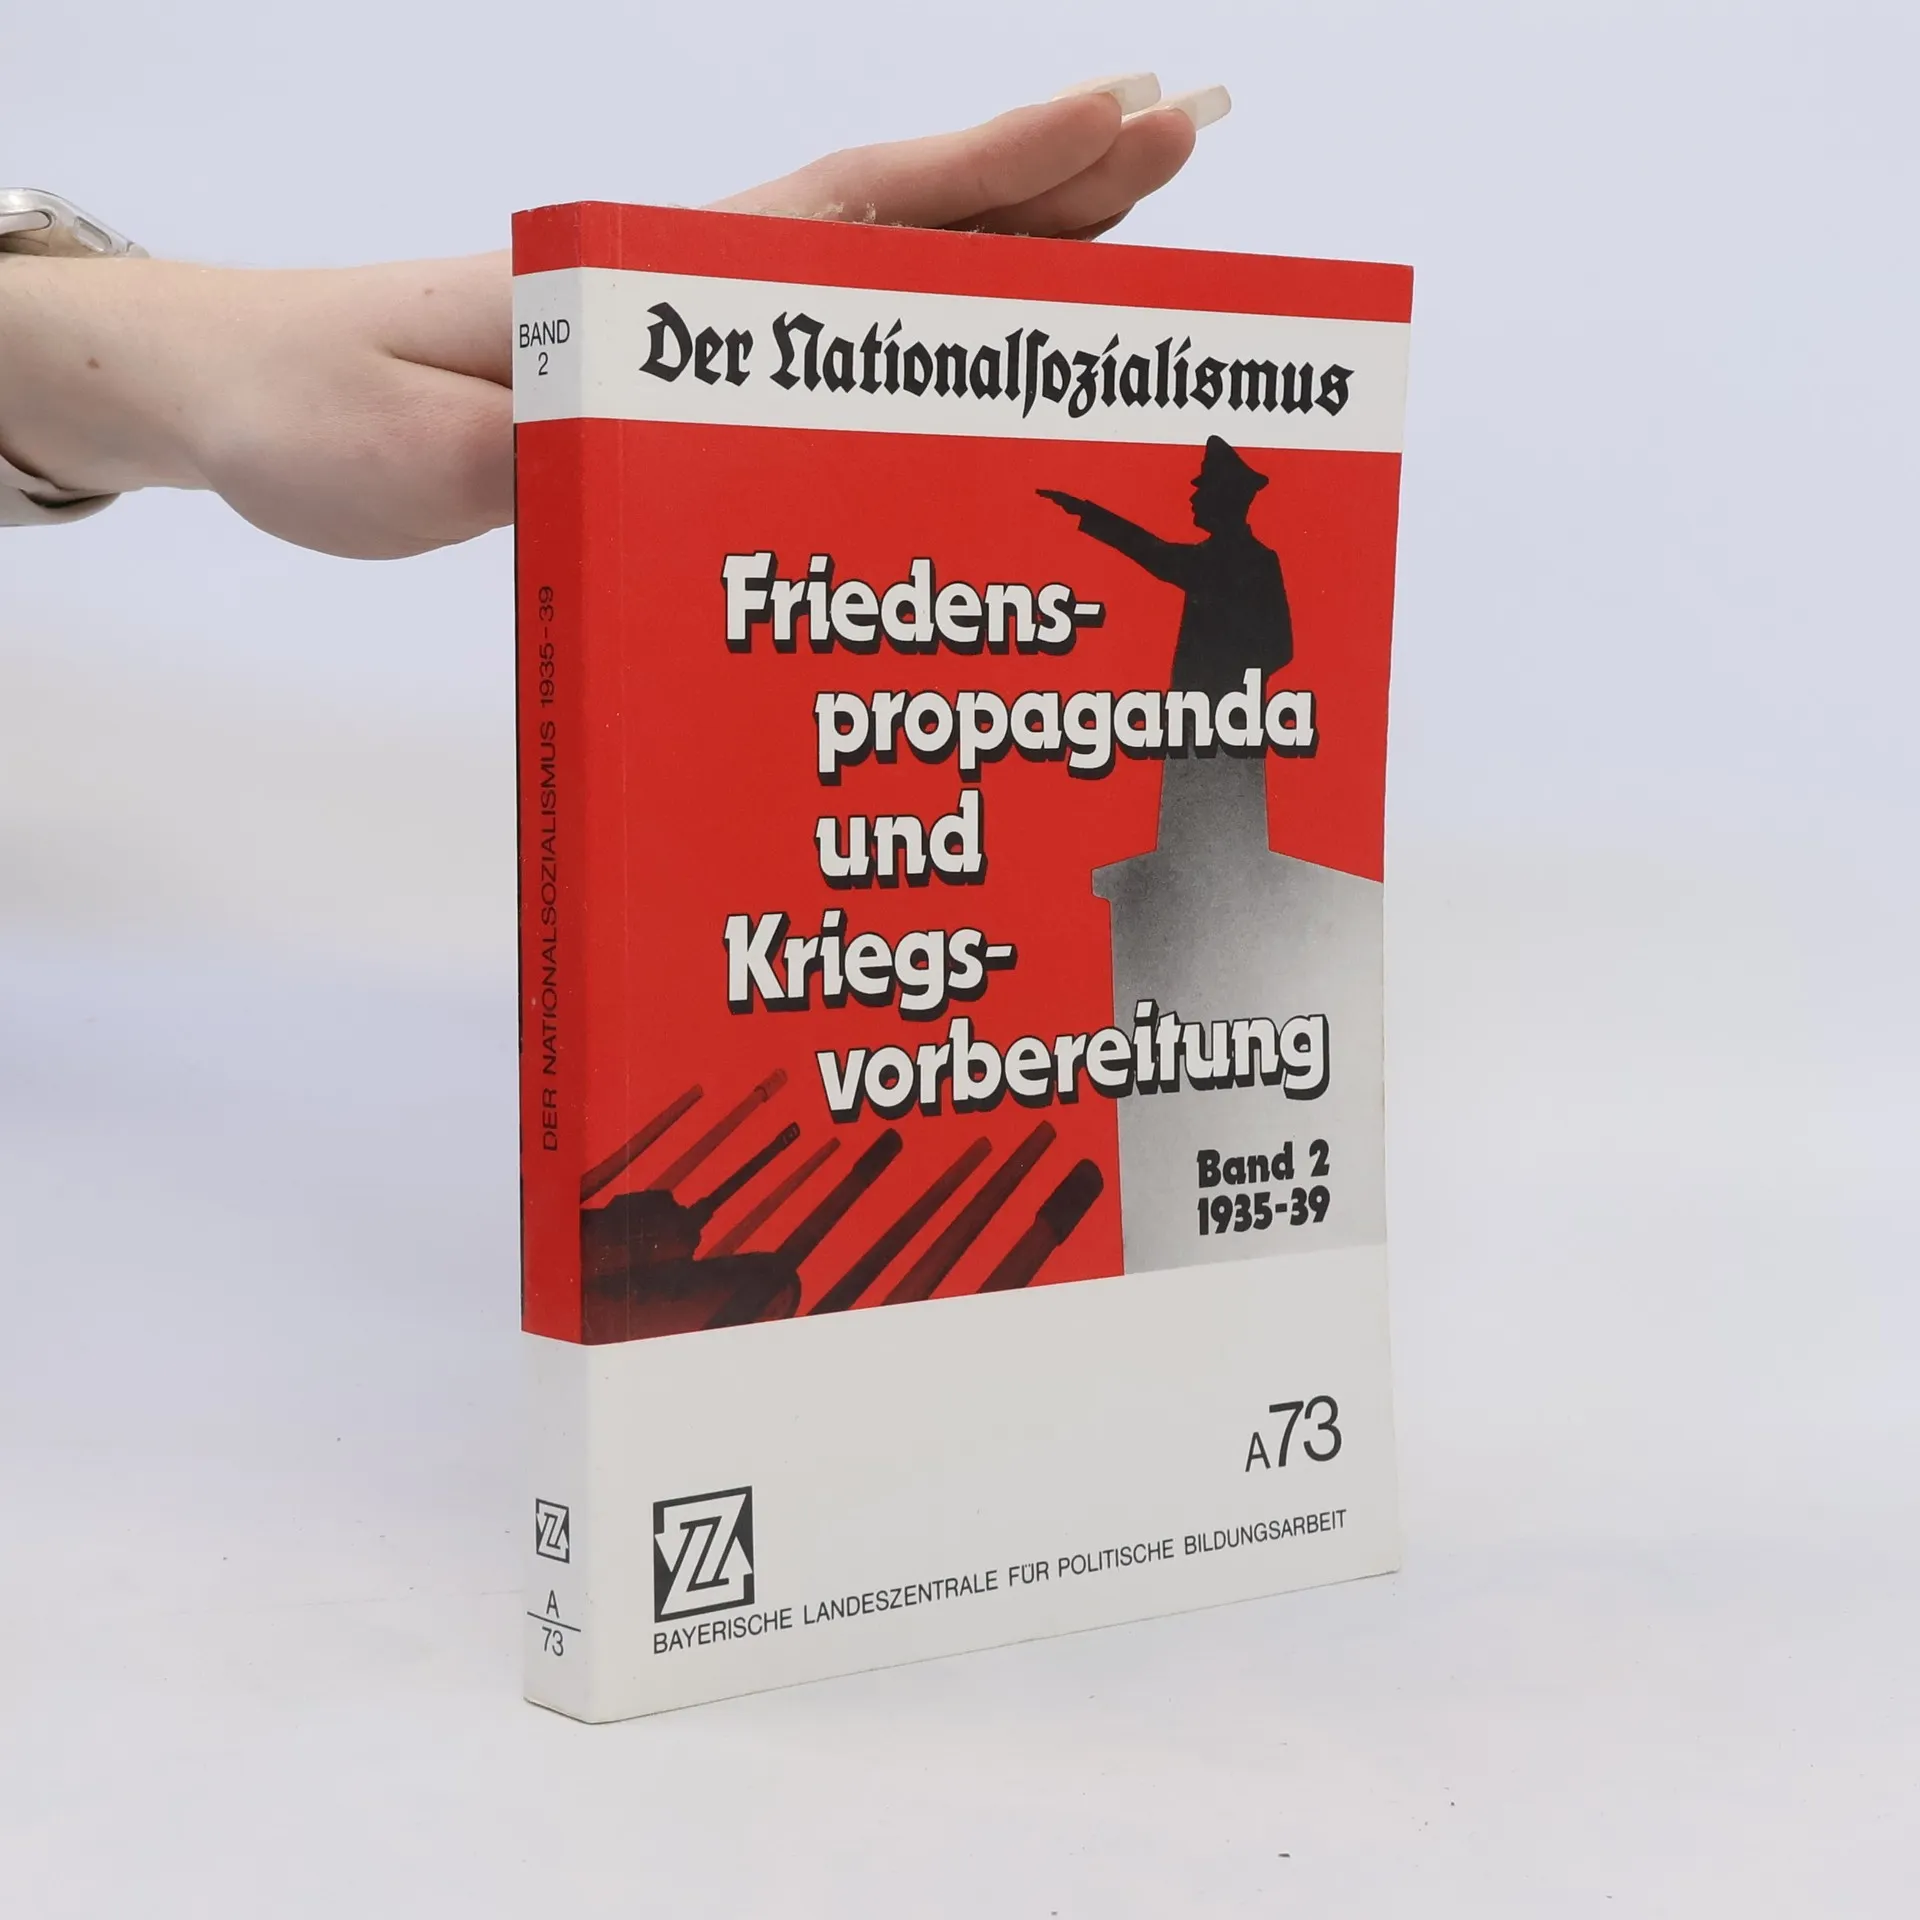 BAND
2
DER NATIONALSOZIALISMUS 1935-39
A
73
Der Nationalſozialismus
Friedens-
propaganda
und
Kriegs-
vorbereitung
Band 2
1935-39
A73
BAYERISCHE LANDESZENTRALE FÜR POLITISCHE BILDUNGSARBEIT